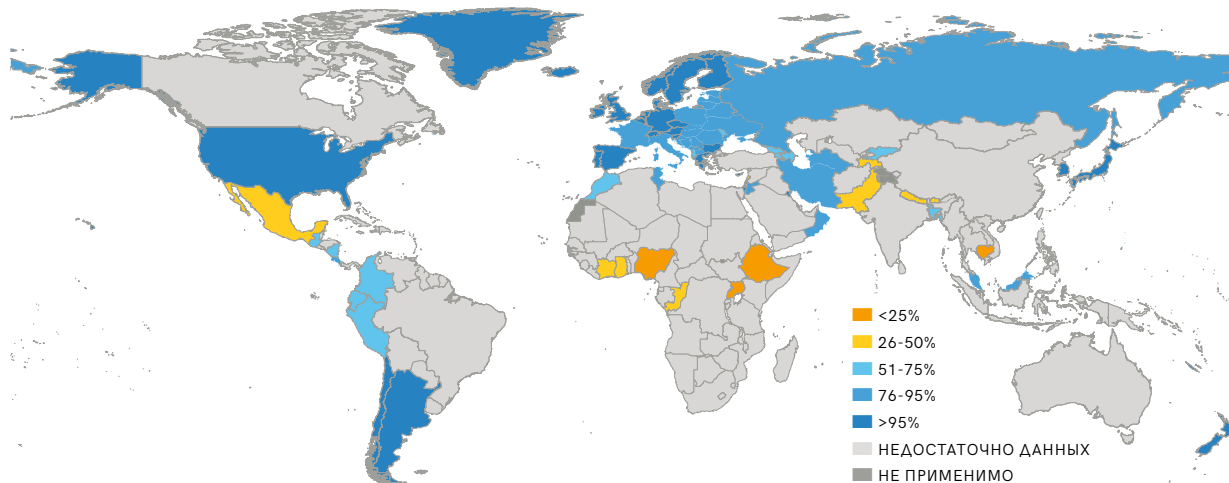 <25%
26-50%
51-75%
76-95%
>95%
НЕДОСТАТОЧНО ДАННЫХ
НЕ ПРИМЕНИМО